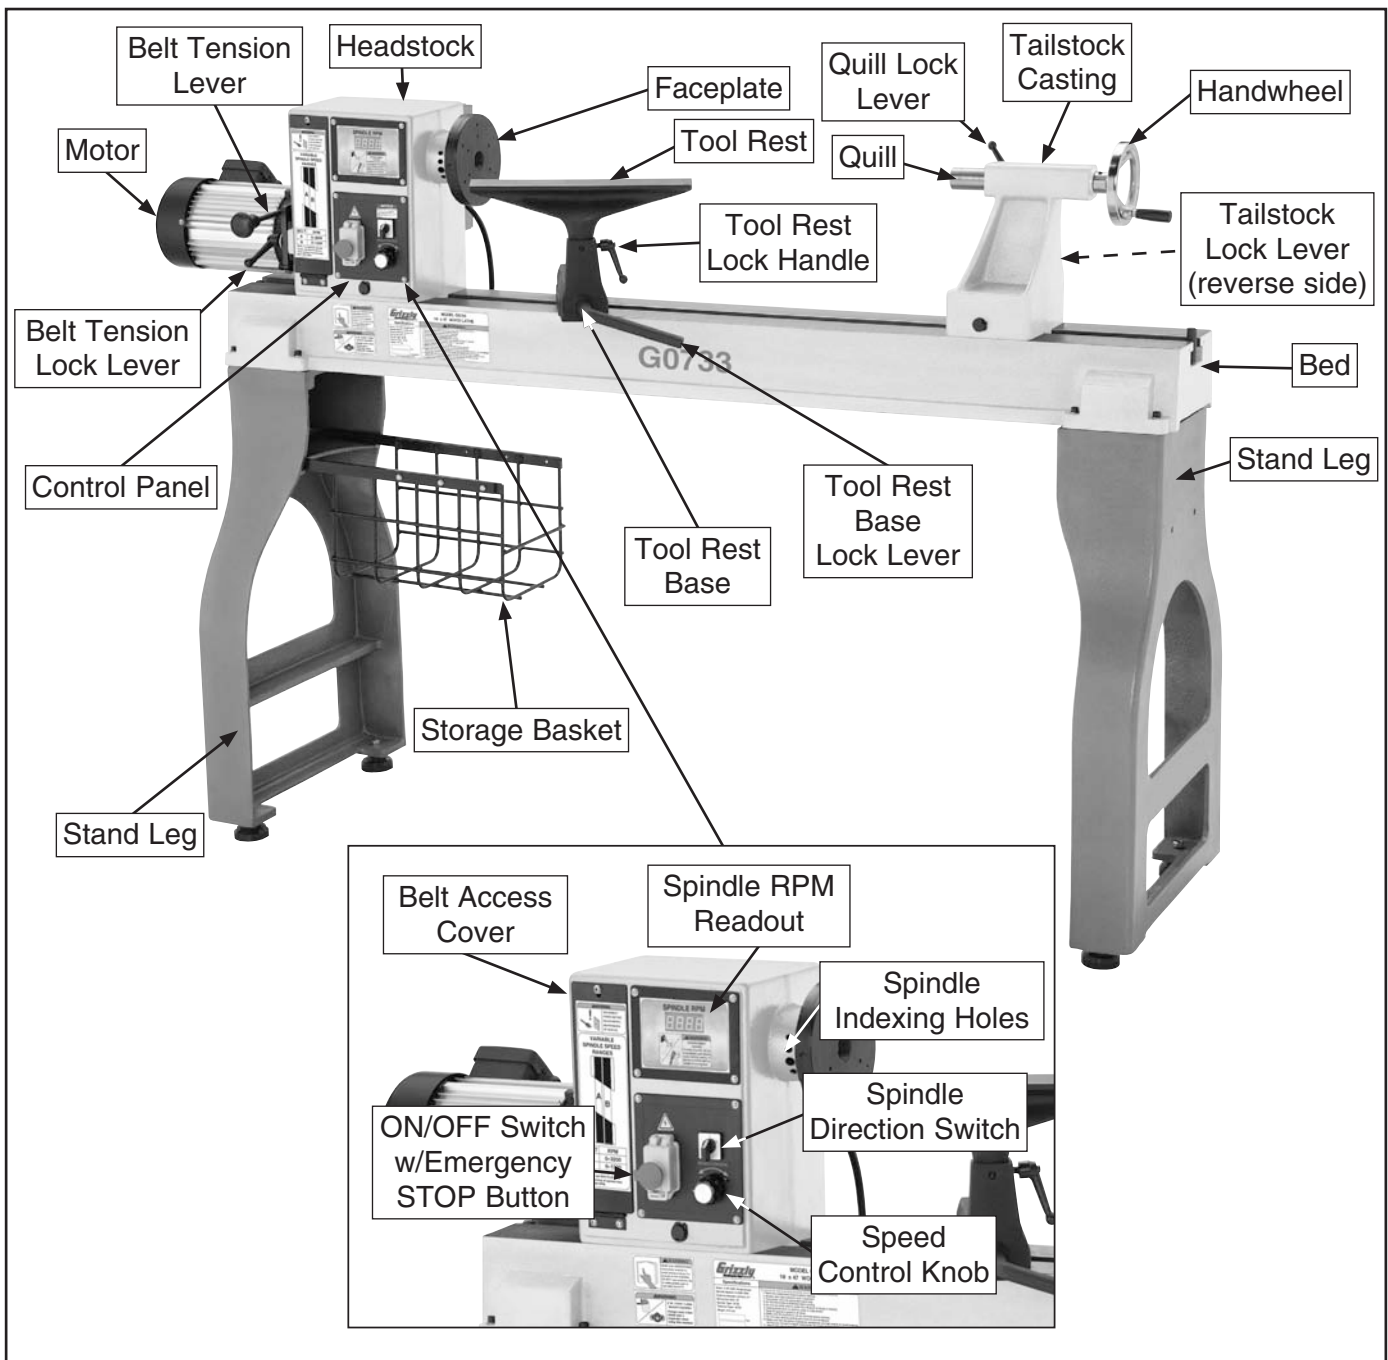 Belt Tension
Lever
Headstock
Faceplate
Tool Rest
Quill Lock
Lever
Tailstock
Casting
Handwheel
Motor
Quill
Tool Rest
Lock Handle
Tailstock
Lock Lever
(reverse side)
Belt Tension
Lock Lever
Grizzly
G0733
Bed
Control Panel
Stand Leg
Tool Rest
Base
Lock Lever
Tool Rest
Base
Storage Basket
Stand Leg
Belt Access
Cover
Spindle RPM
Readout
Spindle
Indexing Holes
SPINDLE RPM
VARIABLE
SPINDLE SPEED
RANGES
A B
RPM
Spindle
Direction Switch
ON/OFF Switch
w/Emergency
STOP Button
Speed
Control Knob
Grizzly
Specifications